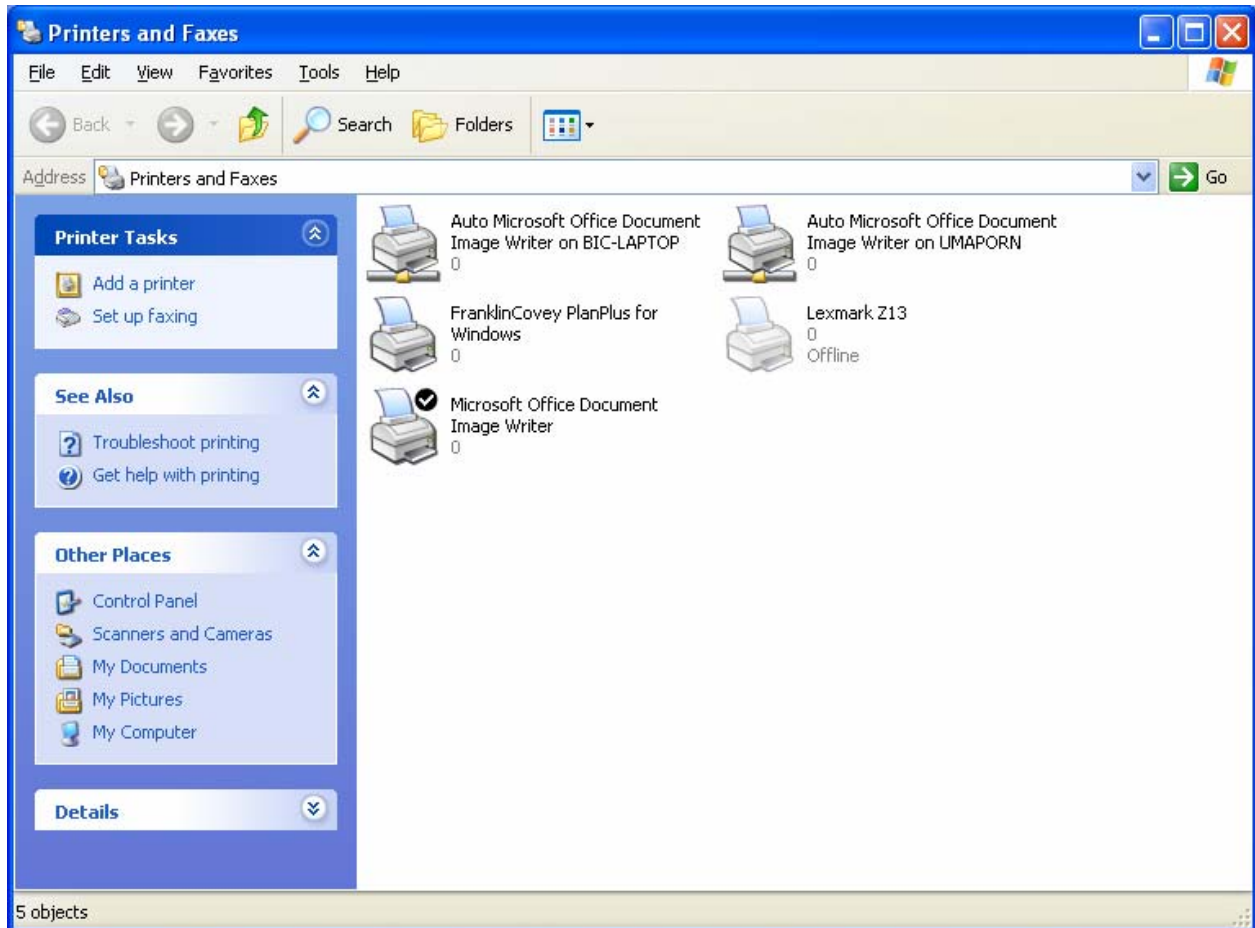 Printers and Faxes
File Edit View Favorites Tools Help
Back Search Folders
Address Printers and Faxes Go
Printer Tasks
Add a printer
Set up faxing
See Also
Troubleshoot printing
Get help with printing
Other Places
Control Panel
Scanners and Cameras
My Documents
My Pictures
My Computer
Details
Auto Microsoft Office Document
Image Writer on BIC-LAPTOP
0
Auto Microsoft Office Document
Image Writer on UMAPORN
0
FranklinCovey PlanPlus for
Windows
0
Lexmark Z13
0
Offline
Microsoft Office Document
Image Writer
0
5 objects